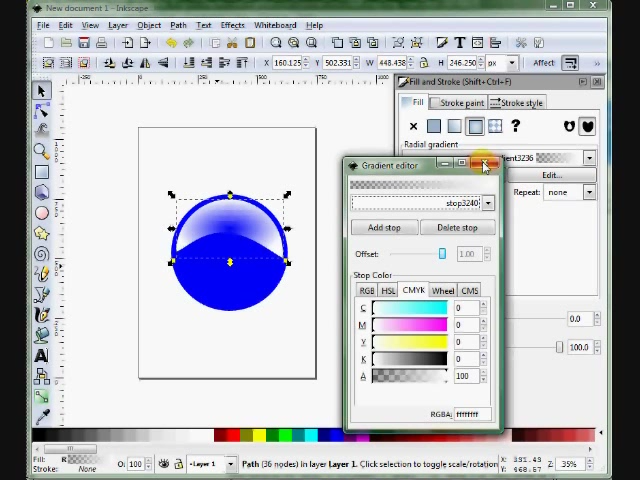 New document 1 - Inkscape
File Edit View Layer Object Path Text Effects Whiteboard Help
X 160.125 Y 502.331 W 448.438 H 246.250 px Affect:
Fill and Stroke (Shift+Ctrl+F)
Fill Stroke paint Stroke style
?
Radial gradient
Gradient editor
Edit...
stop3240
Repeat: none
Add stop Delete stop
Offset: 1.00
Stop Color
RGB HSL CMYK Wheel CMS
C 0
M 0
Y 0
K 0
A 100
RGBA: ffffffff
0.0
100.0
Fill: R
Stroke: None
O: 100
Layer 1
Path (36 nodes) in layer Layer 1. Click selection to toggle scale/rotation
Z: 35%